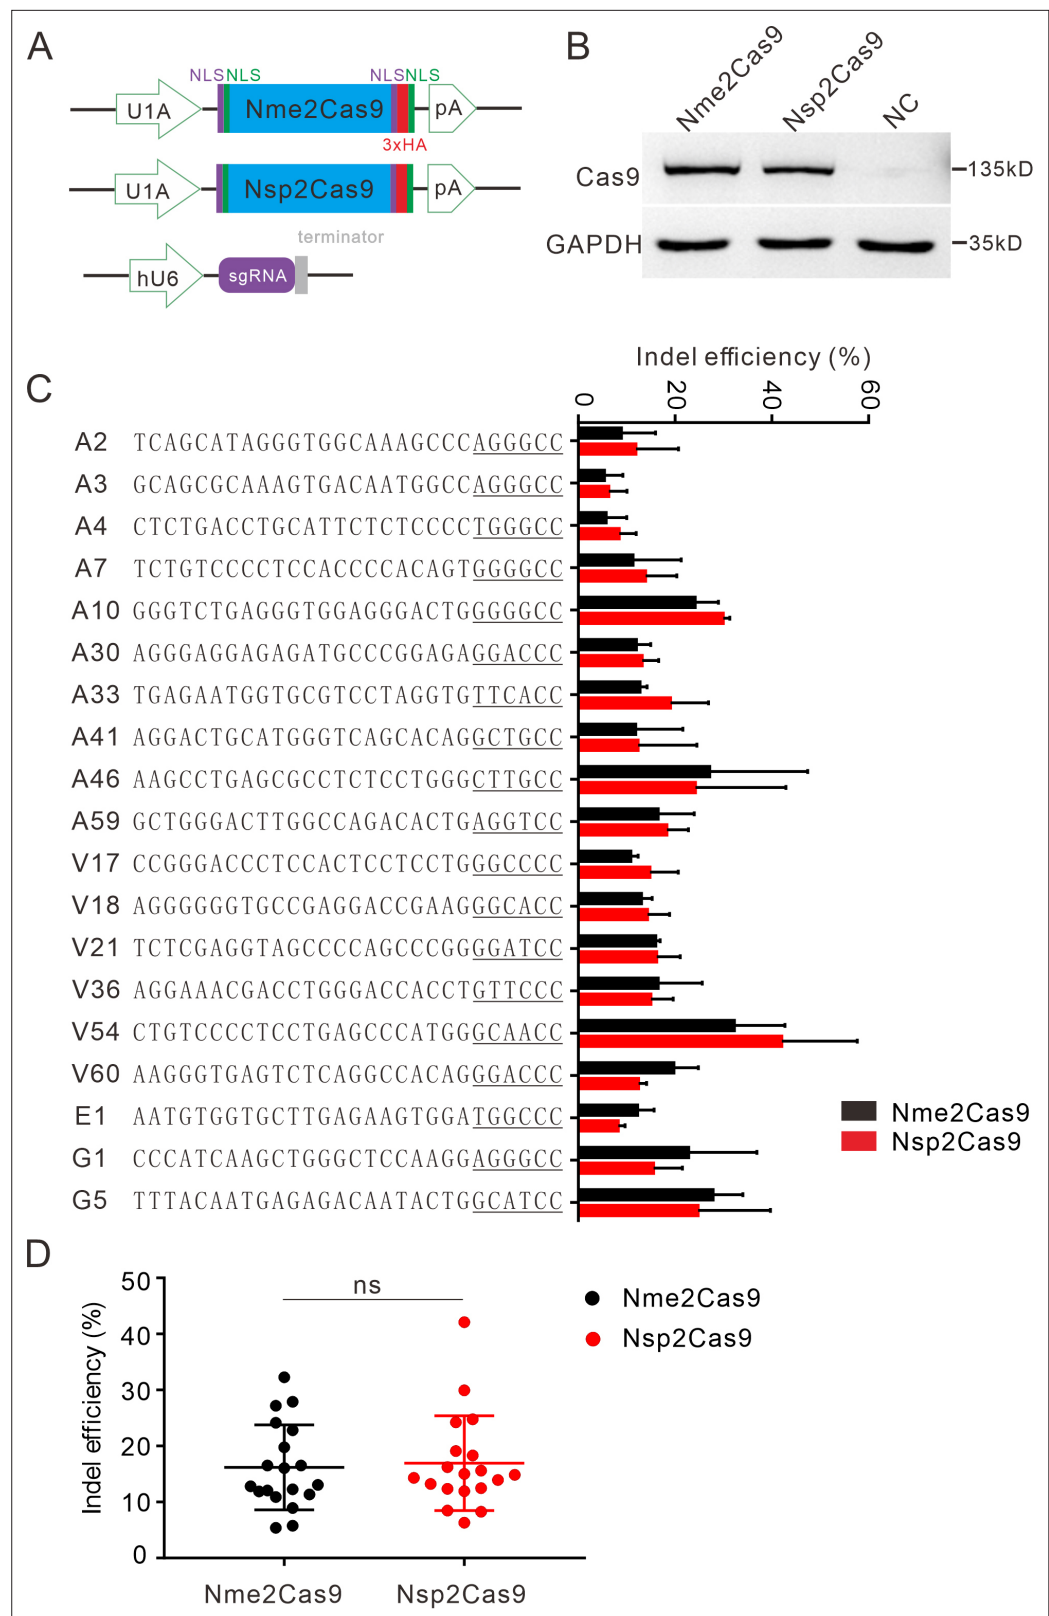 A
NLSNLS NLSNLS
U1A Nme2Cas9 pA
3xHA
U1A Nsp2Cas9 pA
terminator
hU6 sgRNA
B
Nme2Cas9 Nsp2Cas9 NC
Cas9 135kD
GAPDH 35kD
C
Indel efficiency (%)
0 20 40 60
A2 TCAGCATAGGGTGGCAAAGCCCAGGGCC
A3 GCAGCGCAAAGTGACAATGGCCAGGGCC
A4 CTCTGACCTGCATTCTCTCCCCTGGGCC
A7 TCTGTCCCCTCCACCCCACAGTGGGGCC
A10 GGGTCTGAGGGTGGAGGGACTGGGGGCC
A30 AGGGAGGAGAGATGCCCGGAGAGGACCC
A33 TGAGAATGGTGCGTCCTAGGTGTTCACC
A41 AGGACTGCATGGGTCAGCACAGGCTGCC
A46 AAGCCTGAGCGCCTCTCCTGGGCTTGCC
A59 GCTGGGACTTGGCCAGACACTGAGGTCC
V17 CCGGGACCCTCCACTCCTCCTGGGCCCC
V18 AGGGGGGTGCCGAGGACCGAAGGGCACC
V21 TCTCGAGGTAGCCCCAGCCCGGGGATCC
V36 AGGAAACGACCTGGGACCACCTGTTCCC
V54 CTGTCCCCTCCTGAGCCCATGGGCAACC
V60 AAGGGTGAGTCTCAGGCCACAGGGACCC
E1 AATGTGGTGCTTGAGAAGTGGATGGCCC
G1 CCCATCAAGCTGGGCTCCAAGGAGGGCC
G5 TTTACAATGAGAGACAATACTGGCATCC
Nme2Cas9
Nsp2Cas9
D
Indel efficiency (%)
50
40
30
20
10
0
ns
Nme2Cas9
Nsp2Cas9
Nme2Cas9 Nsp2Cas9